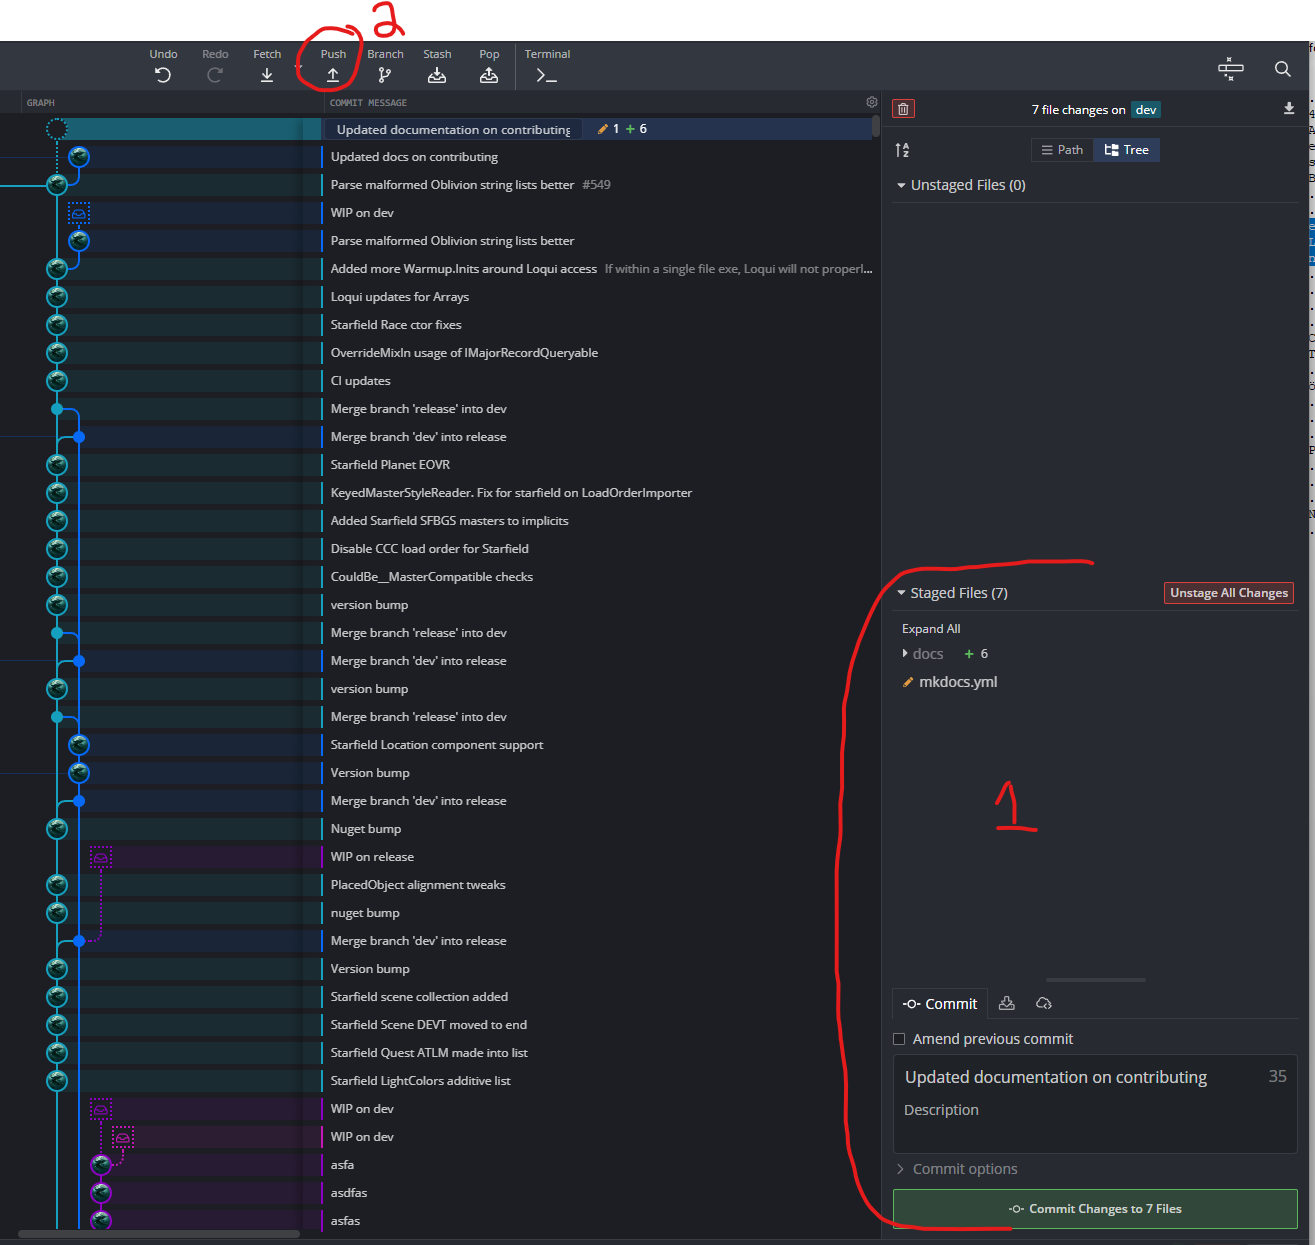 2
Undo Redo Fetch Push Branch Stash Pop Terminal
GRAPH COMMIT MESSAGE
Updated documentation on contributing 1 + 6
Updated docs on contributing
Parse malformed Oblivion string lists better #549
WIP on dev
Parse malformed Oblivion string lists better
Added more Warmup.Inits around Loqui access If within a single file exe, Loqui will not properl...
Loqui updates for Arrays
Starfield Race ctor fixes
OverrideMixIn usage of IMajorRecordQueryable
CI updates
Merge branch 'release' into dev
Merge branch 'dev' into release
Starfield Planet EOVR
KeyedMasterStyleReader. Fix for starfield on LoadOrderImporter
Added Starfield SFBGS masters to implicits
Disable CCC load order for Starfield
CouldBe__MasterCompatible checks
version bump
Merge branch 'release' into dev
Merge branch 'dev' into release
version bump
Merge branch 'release' into dev
Starfield Location component support
Version bump
Merge branch 'dev' into release
Nuget bump
WIP on release
PlacedObject alignment tweaks
nuget bump
Merge branch 'dev' into release
Version bump
Starfield scene collection added
Starfield Scene DEVT moved to end
Starfield Quest ATLM made into list
Starfield LightColors additive list
WIP on dev
WIP on dev
asfa
asdfas
asfas
7 file changes on dev
A Z
Path Tree
Unstaged Files (0)
Staged Files (7) Unstage All Changes
Expand All
docs + 6
mkdocs.yml
1
Commit
Amend previous commit
Updated documentation on contributing 35
Description
Commit options
Commit Changes to 7 Files